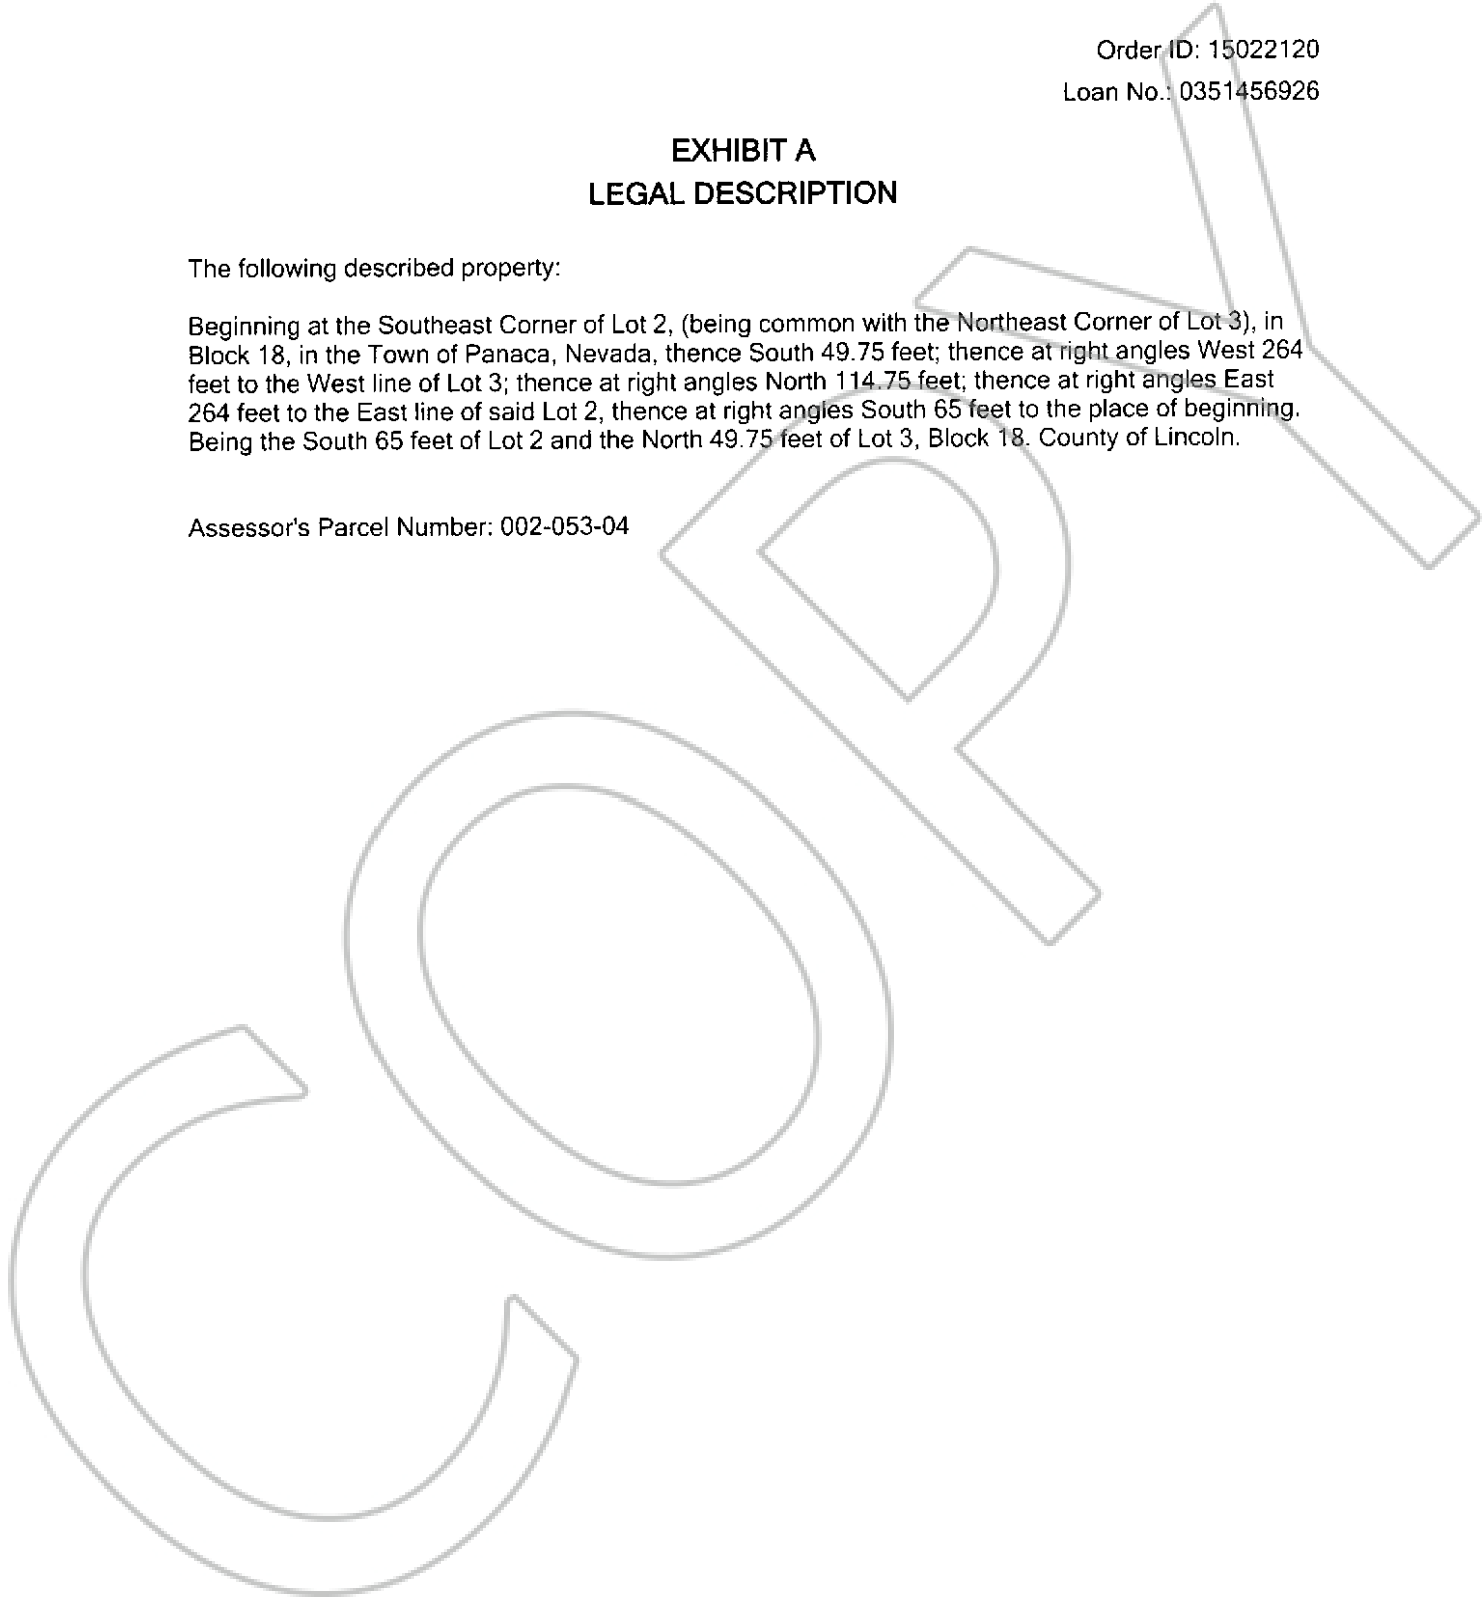 Order ID: 15022120
Loan No.: 0351456926
EXHIBIT A
LEGAL DESCRIPTION
The following described property:
Beginning at the Southeast Corner of Lot 2, (being common with the Northeast Corner of Lot 3), in
Block 18, in the Town of Panaca, Nevada, thence South 49.75 feet; thence at right angles West 264
feet to the West line of Lot 3; thence at right angles North 114.75 feet; thence at right angles East
264 feet to the East line of said Lot 2, thence at right angles South 65 feet to the place of beginning.
Being the South 65 feet of Lot 2 and the North 49.75 feet of Lot 3, Block 18. County of Lincoln.
Assessor's Parcel Number: 002-053-04
COPY